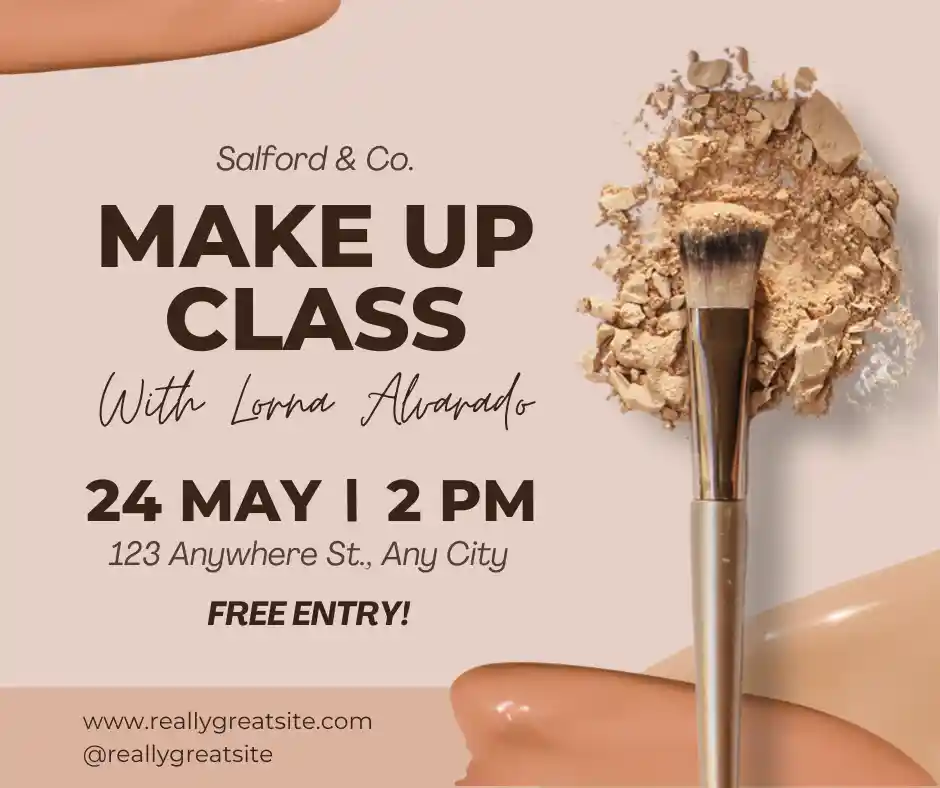 Salford & Co.
MAKE UP
CLASS
With Lorna Alvarado
24 MAY | 2 PM
123 Anywhere St., Any City
FREE ENTRY!
www.reallygreatsite.com
@reallygreatsite